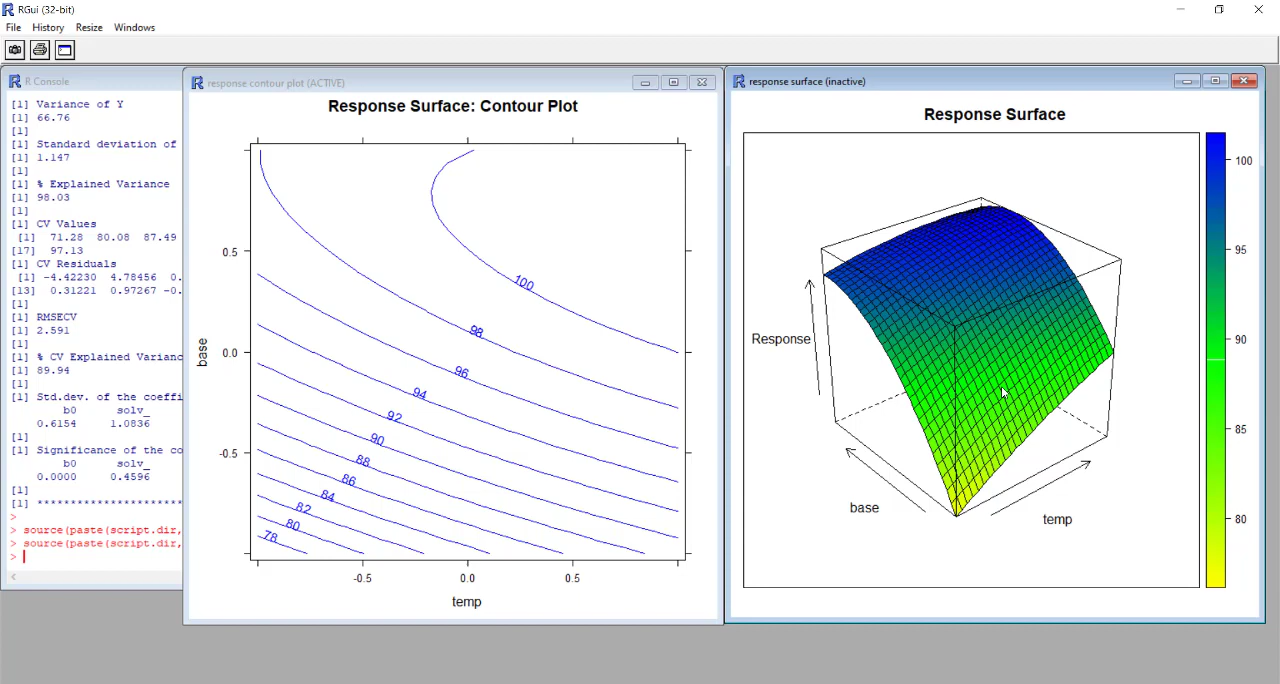 RGui (32-bit)
File History Resize Windows
R Console
[1] Variance of Y
[1] 66.76
[1]
[1] Standard deviation of
[1] 1.147
[1]
[1] % Explained Variance
[1] 98.03
[1]
[1] CV Values
[1] 71.28 80.08 87.49
[17] 97.13
[1] CV Residuals
[1] -4.42230 4.78456 0.
[13] 0.31221 0.97267 -0.
[1]
[1] RMSECV
[1] 2.591
[1]
[1] % CV Explained Varianc
[1] 89.94
[1]
[1] Std.dev. of the coeffi
b0 solv_
0.6154 1.0836
[1]
[1] Significance of the co
b0 solv_
0.0000 0.4596
[1]
[1] **********************
>
> source(paste(script.dir,
> source(paste(script.dir,
>
response contour plot (ACTIVE)
Response Surface: Contour Plot
base
0.5
0.0
-0.5
100
98
96
94
92
90
88
86
84
82
80
78
-0.5 0.0 0.5
temp
response surface (inactive)
Response Surface
Response
base
temp
100
95
90
85
80